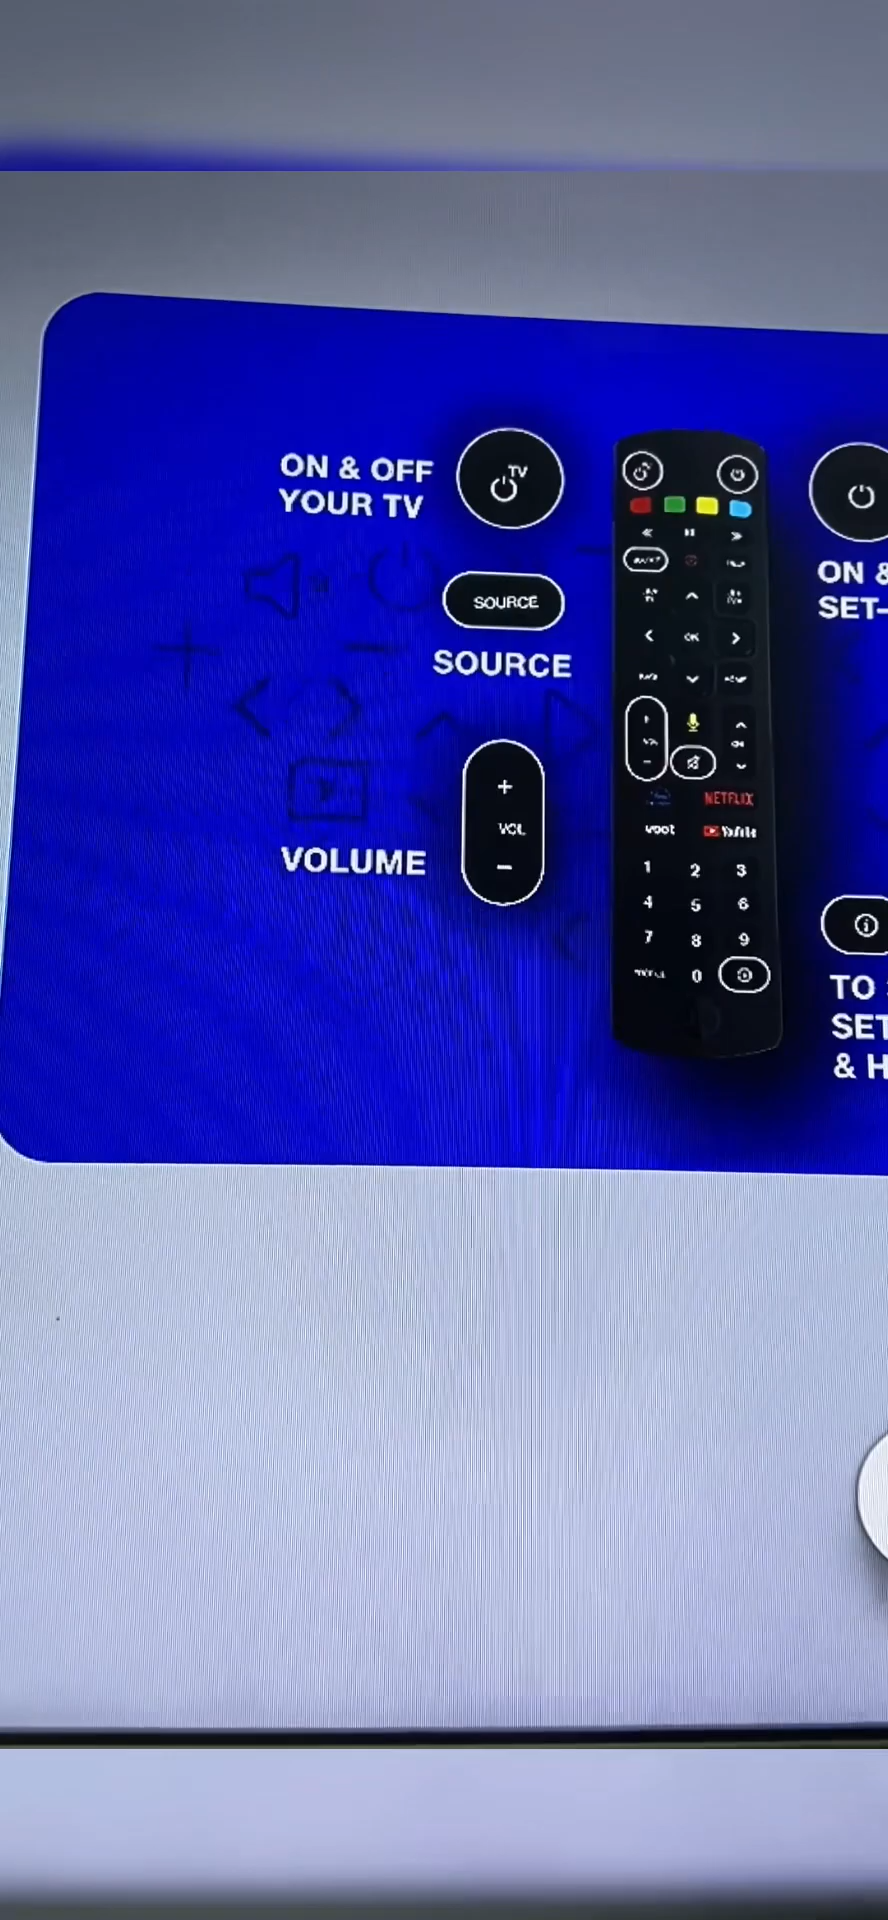 ON & OFF
YOUR TV
TV
SOURCE
SOURCE
+
VOL
−
VOLUME
OK
NETFLIX
voot
YouTube
1 2 3
4 5 6
7 8 9
0
ON &
SET-
TO
SET
& H